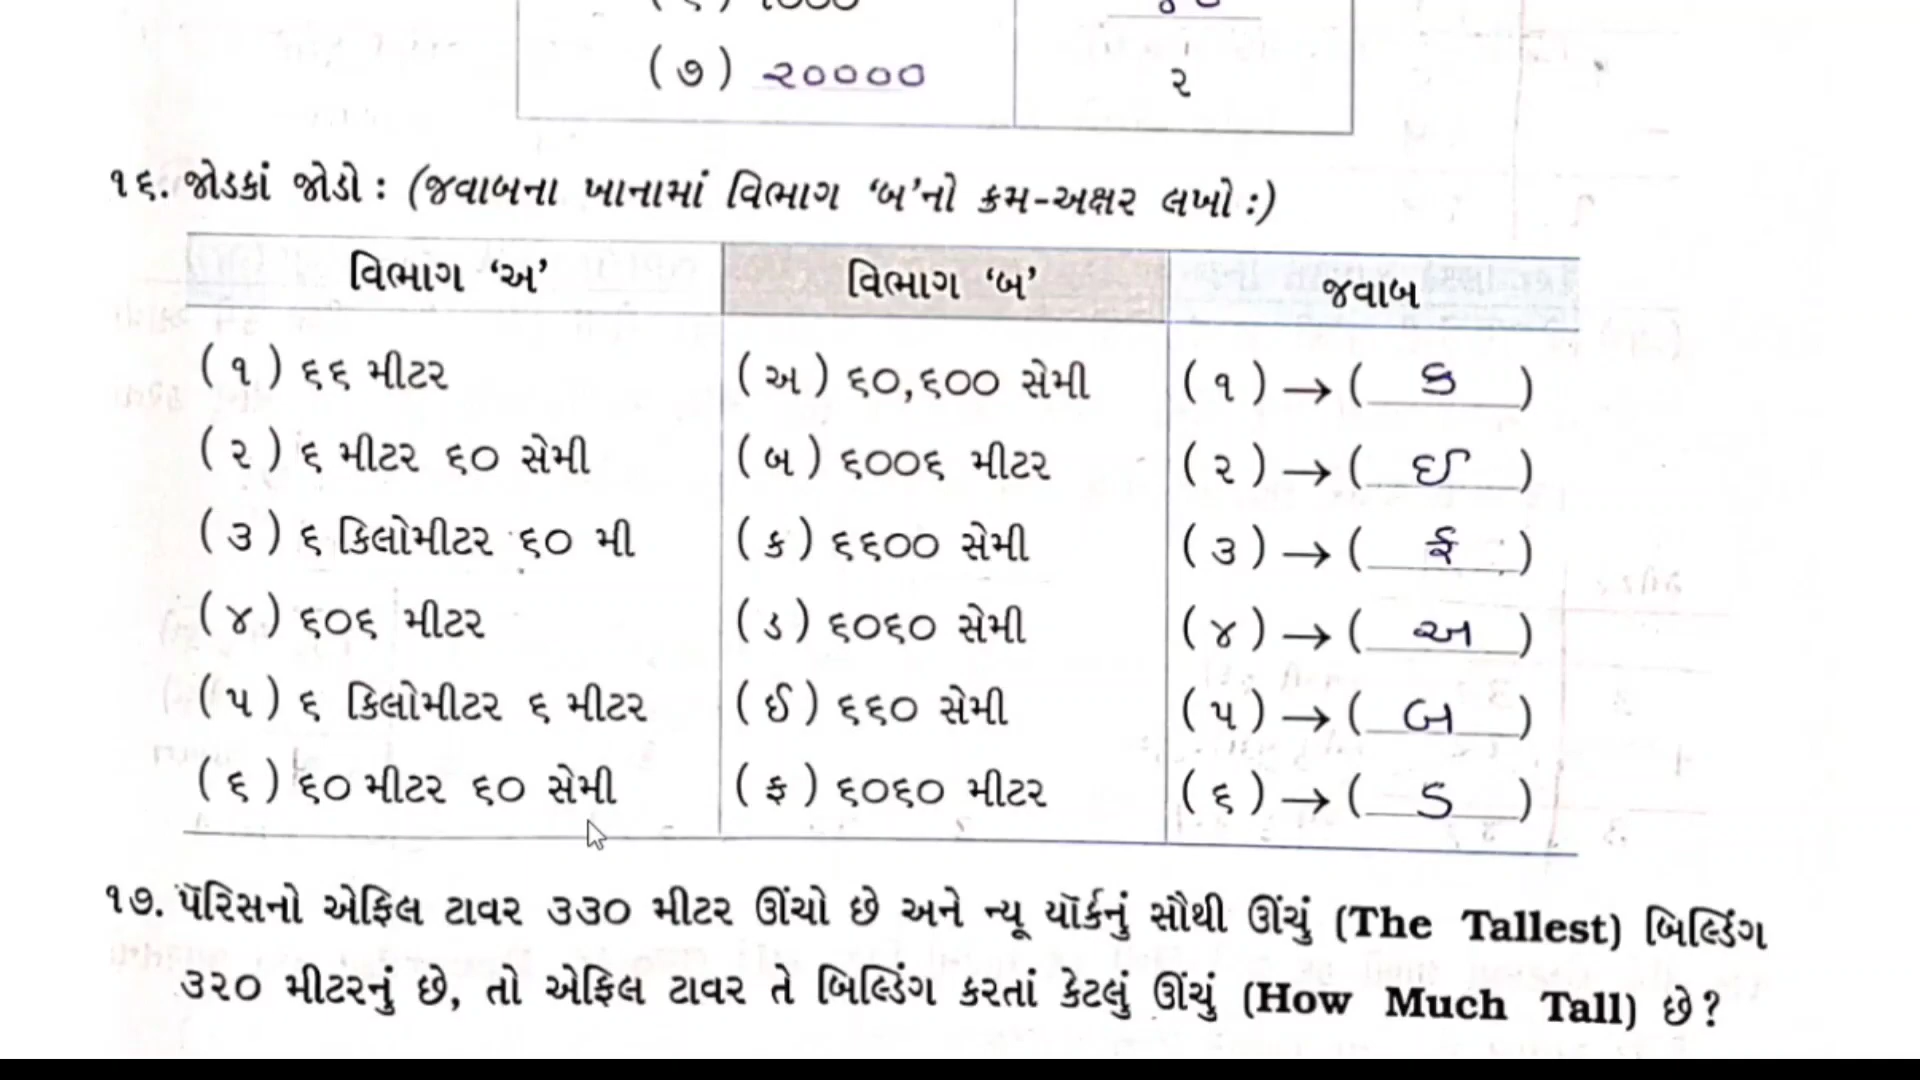 (૭) ૨૦૦૦૦
૨
૧૬. જોડકાં જોડો : (જવાબના ખાનામાં વિભાગ ‘બ’નો ક્રમ-અક્ષર લખો :)
વિભાગ ‘અ’ વિભાગ ‘બ’ જવાબ
(૧) ૬૬ મીટર (અ) ૬૦,૬૦૦ સેમી (૧) → ( ક )
(૨) ૬ મીટર ૬૦ સેમી (બ) ૬૦૦૬ મીટર (૨) → ( ઈ )
(૩) ૬ કિલોમીટર ૬૦ મી (ક) ૬૬૦૦ સેમી (૩) → ( ફ )
(૪) ૬૦૬ મીટર (ડ) ૬૦૬૦ સેમી (૪) → ( અ )
(૫) ૬ કિલોમીટર ૬ મીટર (ઈ) ૬૬૦ સેમી (૫) → ( બ )
(૬) ૬૦ મીટર ૬૦ સેમી (ફ) ૬૦૬૦ મીટર (૬) → ( ડ )
૧૭. પૅરિસનો એફિલ ટાવર ૩૩૦ મીટર ઊંચો છે અને ન્યૂ યૉર્કનું સૌથી ઊંચું (The Tallest) બિલ્ડિંગ
૩૨૦ મીટરનું છે, તો એફિલ ટાવર તે બિલ્ડિંગ કરતાં કેટલું ઊંચું (How Much Tall) છે ?